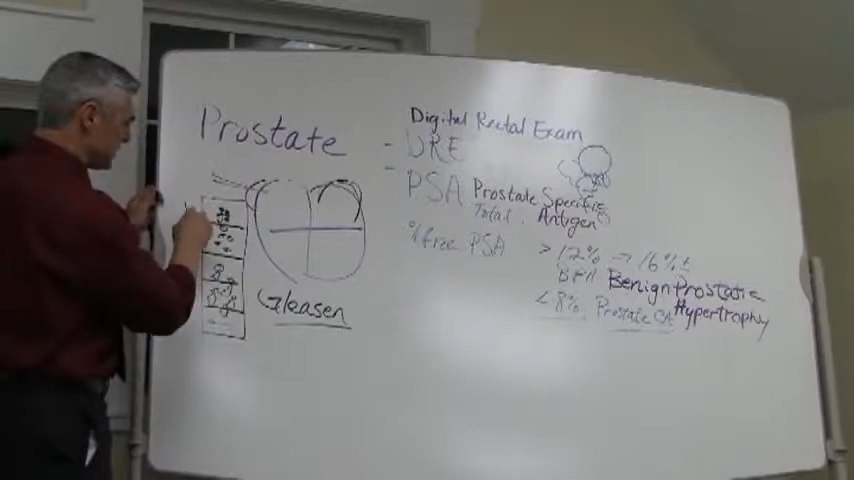 Prostate
Digital Rectal Exam
- DRE
- PSA Prostate Specific
Total Antigen
% free PSA
> 12% => 16% ±
BPH Benign Prostatic
Hypertrophy
< 8% Prostate CA
Gleasen